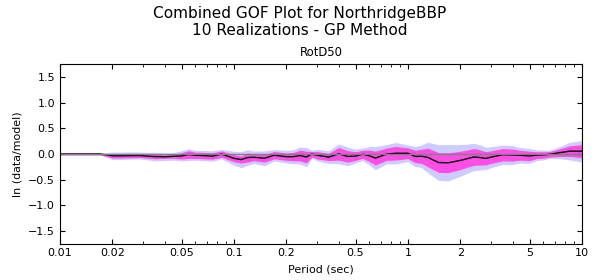 Combined GOF Plot for NorthridgeBBP
10 Realizations - GP Method
RotD50
1.5
1.0
0.5
0.0
−0.5
−1.0
−1.5
ln (data/model)
0.01 0.02 0.05 0.1 0.2 0.5 1 2 5 10
Period (sec)